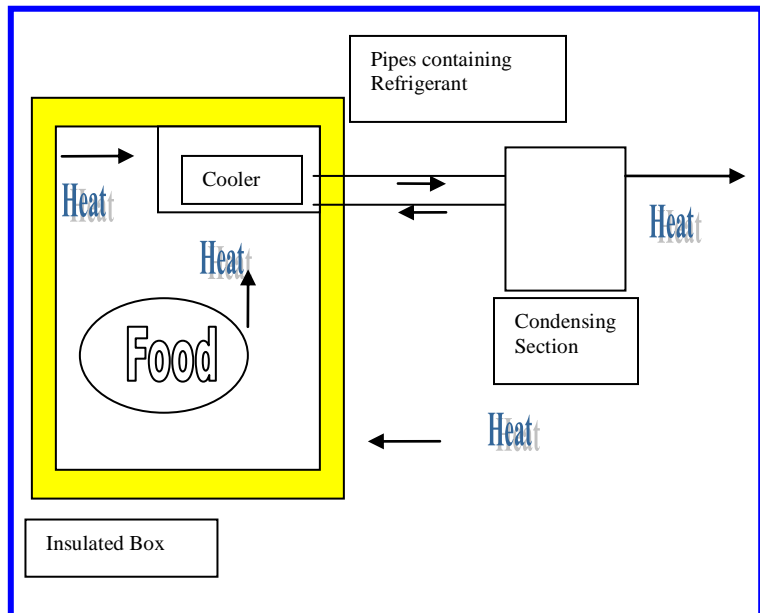 Pipes containing
Refrigerant
Cooler
Heat
Heat
Heat
Food
Condensing
Section
Heat
Insulated Box